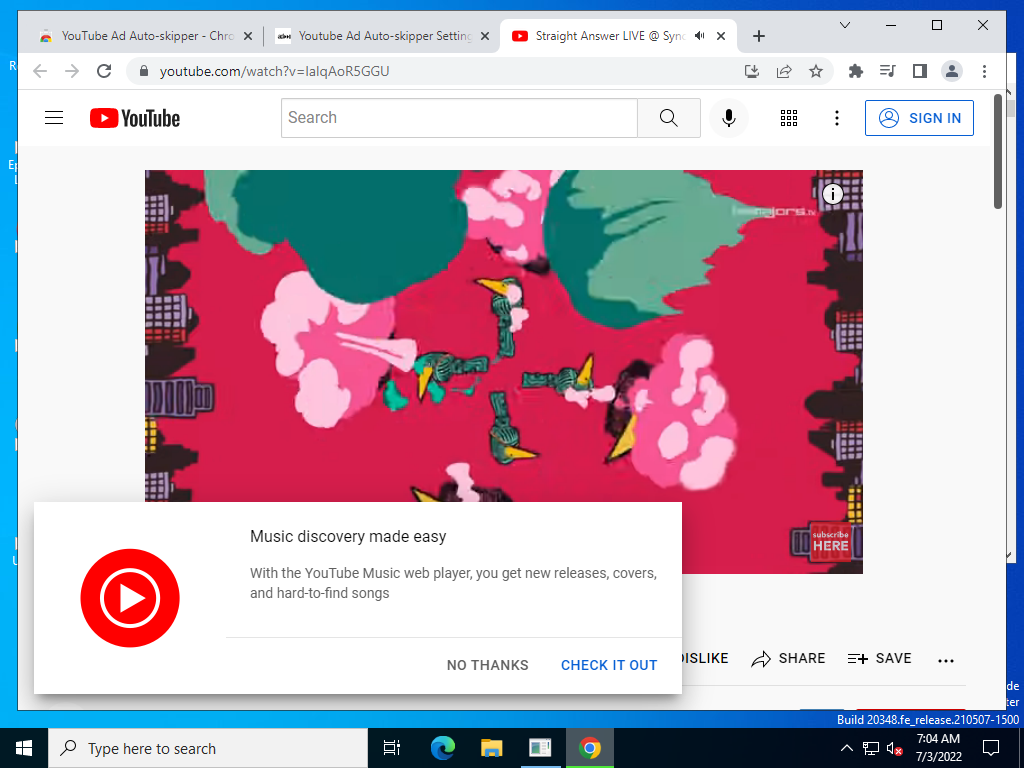 YouTube Ad Auto-skipper - Chro
Youtube Ad Auto-skipper Setting
Straight Answer LIVE @ Sync
youtube.com/watch?v=IalqAoR5GGU
YouTube
Search
SIGN IN
subscribe
HERE
Music discovery made easy
With the YouTube Music web player, you get new releases, covers,
and hard-to-find songs
NO THANKS
CHECK IT OUT
DISLIKE
SHARE
SAVE
Build 20348.fe_release.210507-1500
Type here to search
7:04 AM
7/3/2022